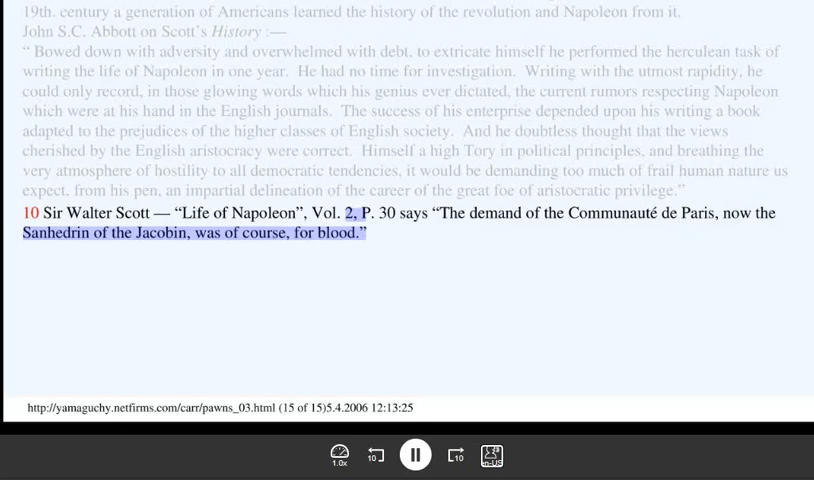 19th. century a generation of Americans learned the history of the revolution and Napoleon from it.
John S.C. Abbott on Scott's History :—
“ Bowed down with adversity and overwhelmed with debt, to extricate himself he performed the herculean task of
writing the life of Napoleon in one year.  He had no time for investigation.  Writing with the utmost rapidity, he
could only record, in those glowing words which his genius ever dictated, the current rumors respecting Napoleon
which were at his hand in the English journals.  The success of his enterprise depended upon his writing a book
adapted to the prejudices of the higher classes of English society.  And he doubtless thought that the views
cherished by the English aristocracy were correct.  Himself a high Tory in political principles, and breathing the
very atmosphere of hostility to all democratic tendencies, it would be demanding too much of frail human nature us
expect, from his pen, an impartial delineation of the career of the great foe of aristocratic privilege.”
10 Sir Walter Scott — “Life of Napoleon”, Vol. 2, P. 30 says “The demand of the Communauté de Paris, now the
Sanhedrin of the Jacobin, was of course, for blood.”
http://yamaguchy.netfirms.com/carr/pawns_03.html (15 of 15)5.4.2006 12:13:25
1.0x
10
10
en-US